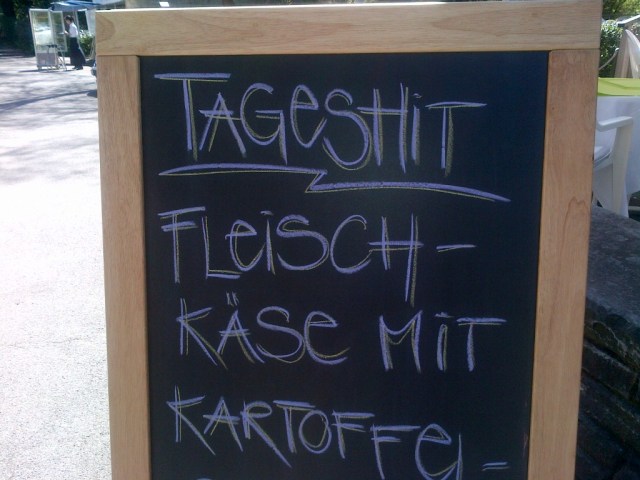 TAGESHIT
FLEISCH-
KÄSE MIT
KARTOFFEL-